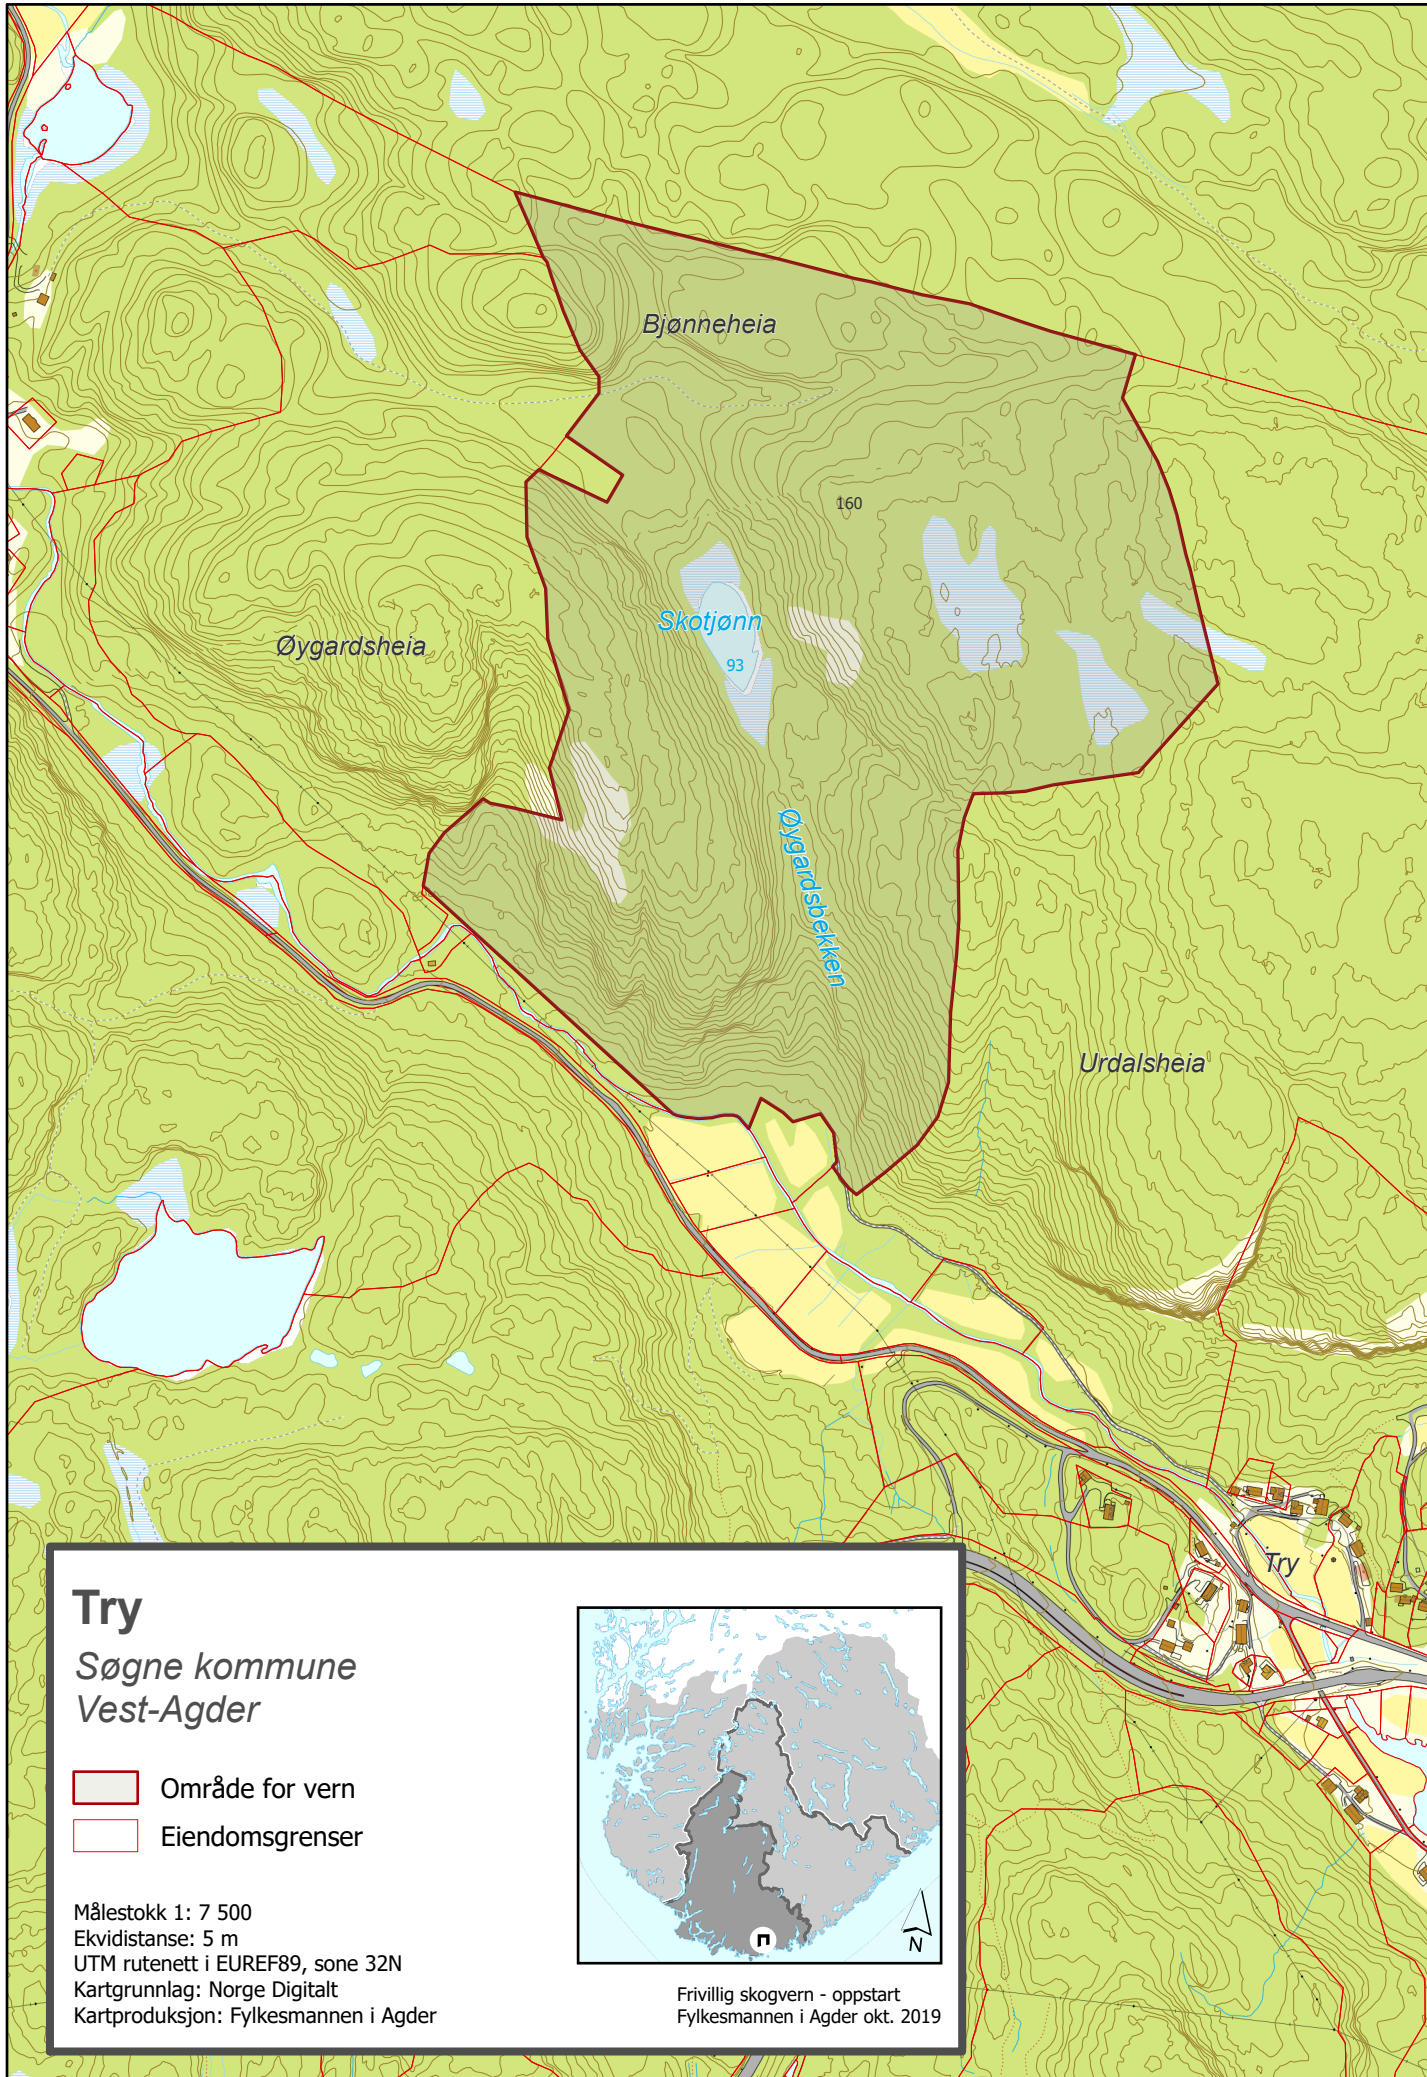 Bjønneheia
160
Skotjønn
93
Øygardsheia
Øygardsbekken
Urdalsheia
Try
Try
Søgne kommune
Vest-Agder
Område for vern
Eiendomsgrenser
Målestokk 1: 7 500
Ekvidistanse: 5 m
UTM rutenett i EUREF89, sone 32N
Kartgrunnlag: Norge Digitalt
Kartproduksjon: Fylkesmannen i Agder
N
Frivillig skogvern - oppstart
Fylkesmannen i Agder okt. 2019